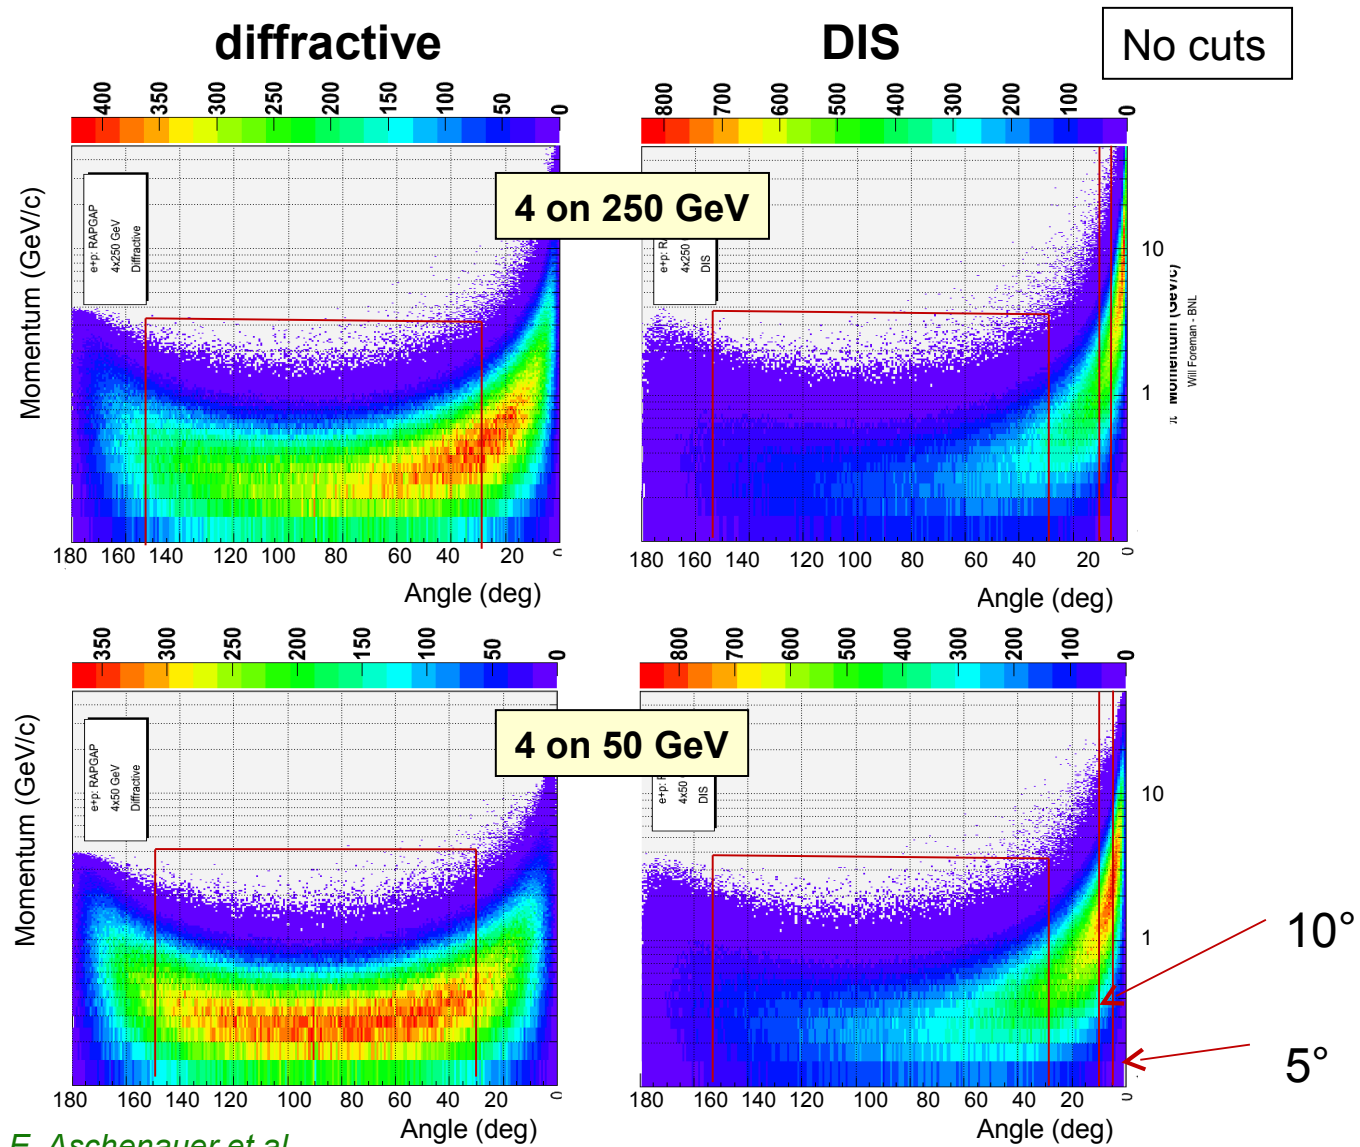 diffractive
DIS
No cuts
400 350 300 250 200 150 100 50 0
800 700 600 500 400 300 200 100 0
4 on 250 GeV
Momentum (GeV/c)
e+p: RAPGAP
4x250 GeV
Diffractive
e+p:
4x250
DIS
10
1
Will Foreman - BNL
180 160 140 120 100 80 60 40 20 0
Angle (deg)
180 160 140 120 100 80 60 40 20 0
Angle (deg)
350 300 250 200 150 100 50 0
800 700 600 500 400 300 200 100 0
4 on 50 GeV
Momentum (GeV/c)
e+p: RAPGAP
4x50 GeV
Diffractive
e+p:
4x50
DIS
10
1
10°
5°
180 160 140 120 100 80 60 40 20 0
Angle (deg)
180 160 140 120 100 80 60 40 20 0
Angle (deg)
E. Aschenauer et al